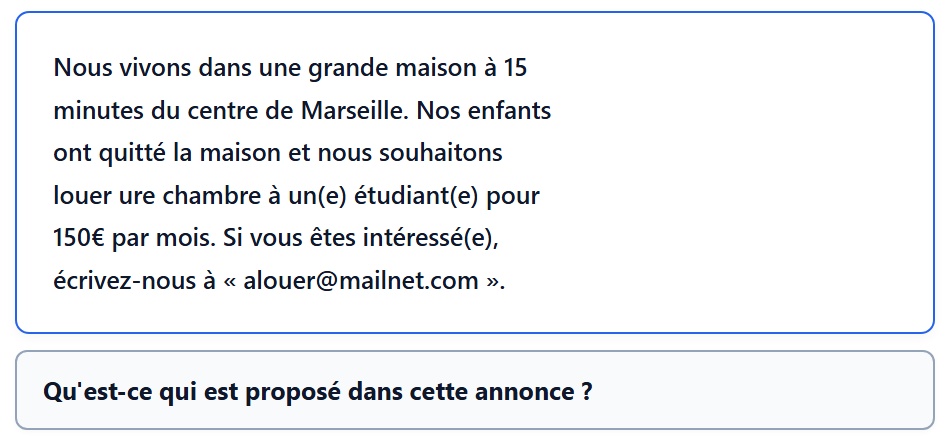 Nous vivons dans une grande maison à 15
minutes du centre de Marseille. Nos enfants
ont quitté la maison et nous souhaitons
louer ure chambre à un(e) étudiant(e) pour
150€ par mois. Si vous êtes intéressé(e),
écrivez-nous à « alouer@mailnet.com ».
Qu'est-ce qui est proposé dans cette annonce ?